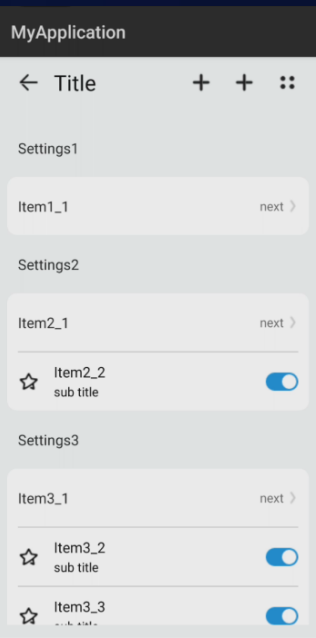 MyApplication
Title
Settings1
Item1_1 next
Settings2
Item2_1 next
Item2_2
sub title
Settings3
Item3_1 next
Item3_2
sub title
Item3_3